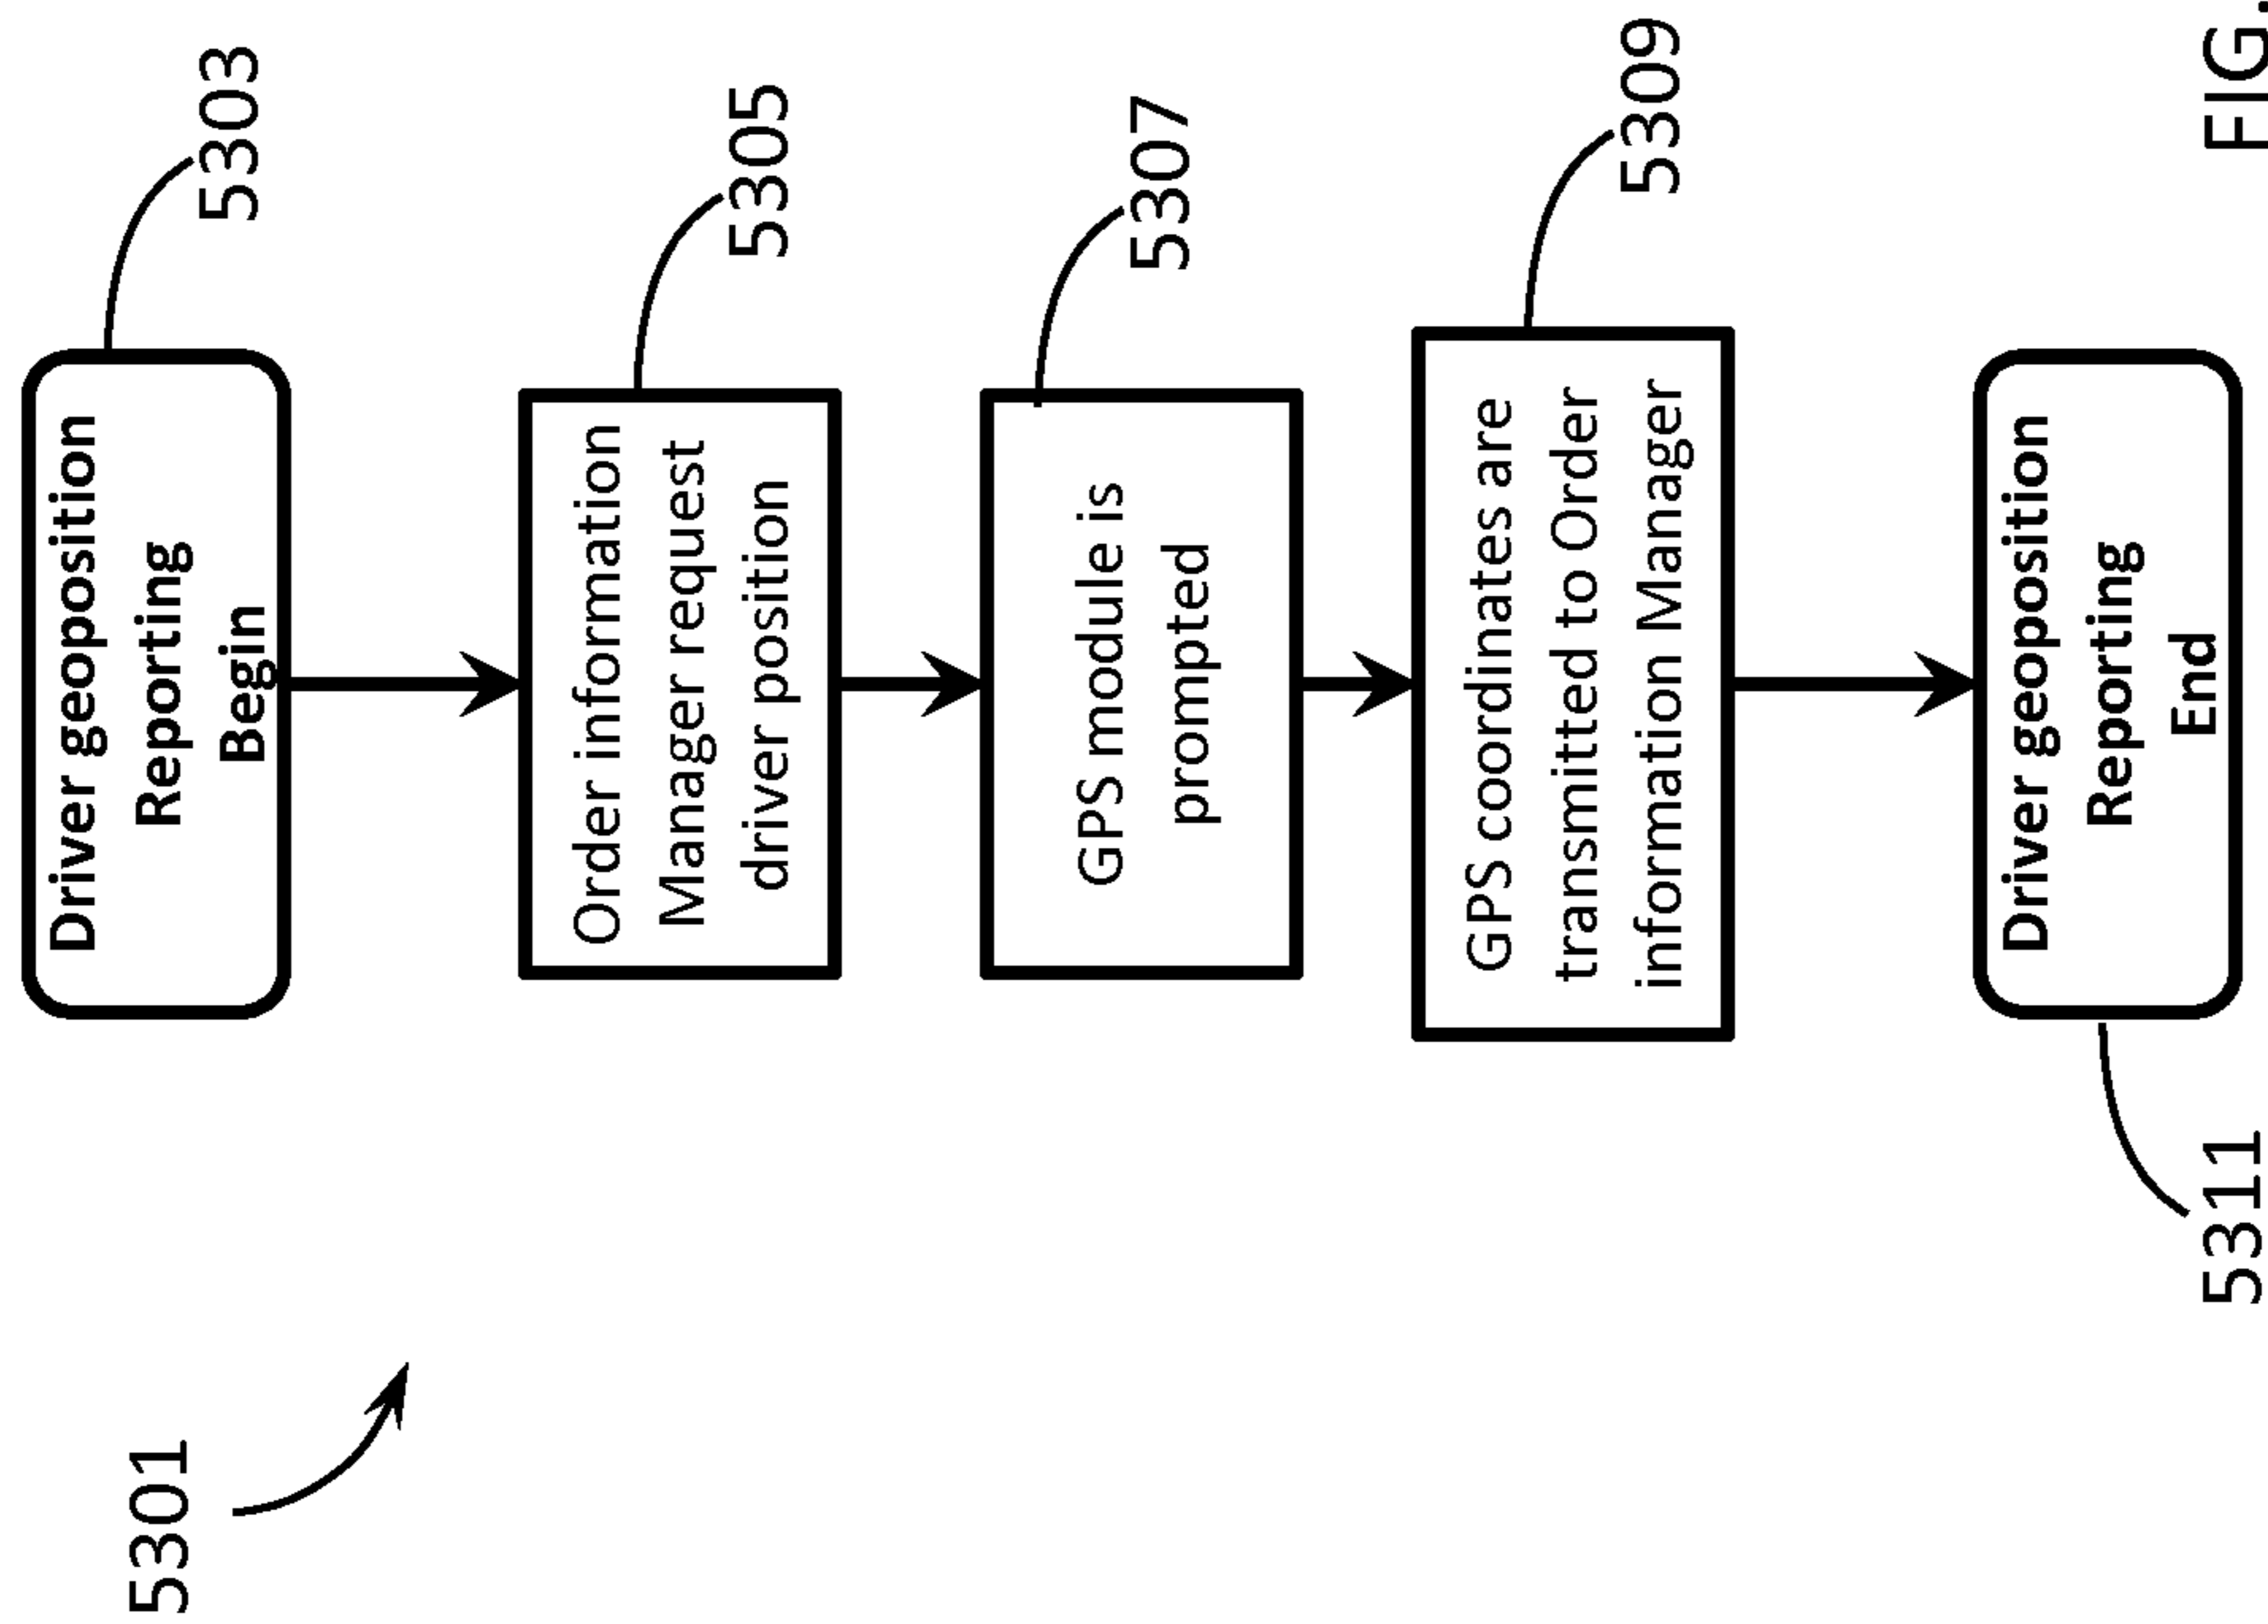 5301
Driver geoposition
Reporting
Begin
5303
Order information
Manager request
driver position
5305
GPS module is
prompted
5307
GPS coordinates are
transmitted to Order
information Manager
5309
Driver geoposition
Reporting
End
5311
FIG.